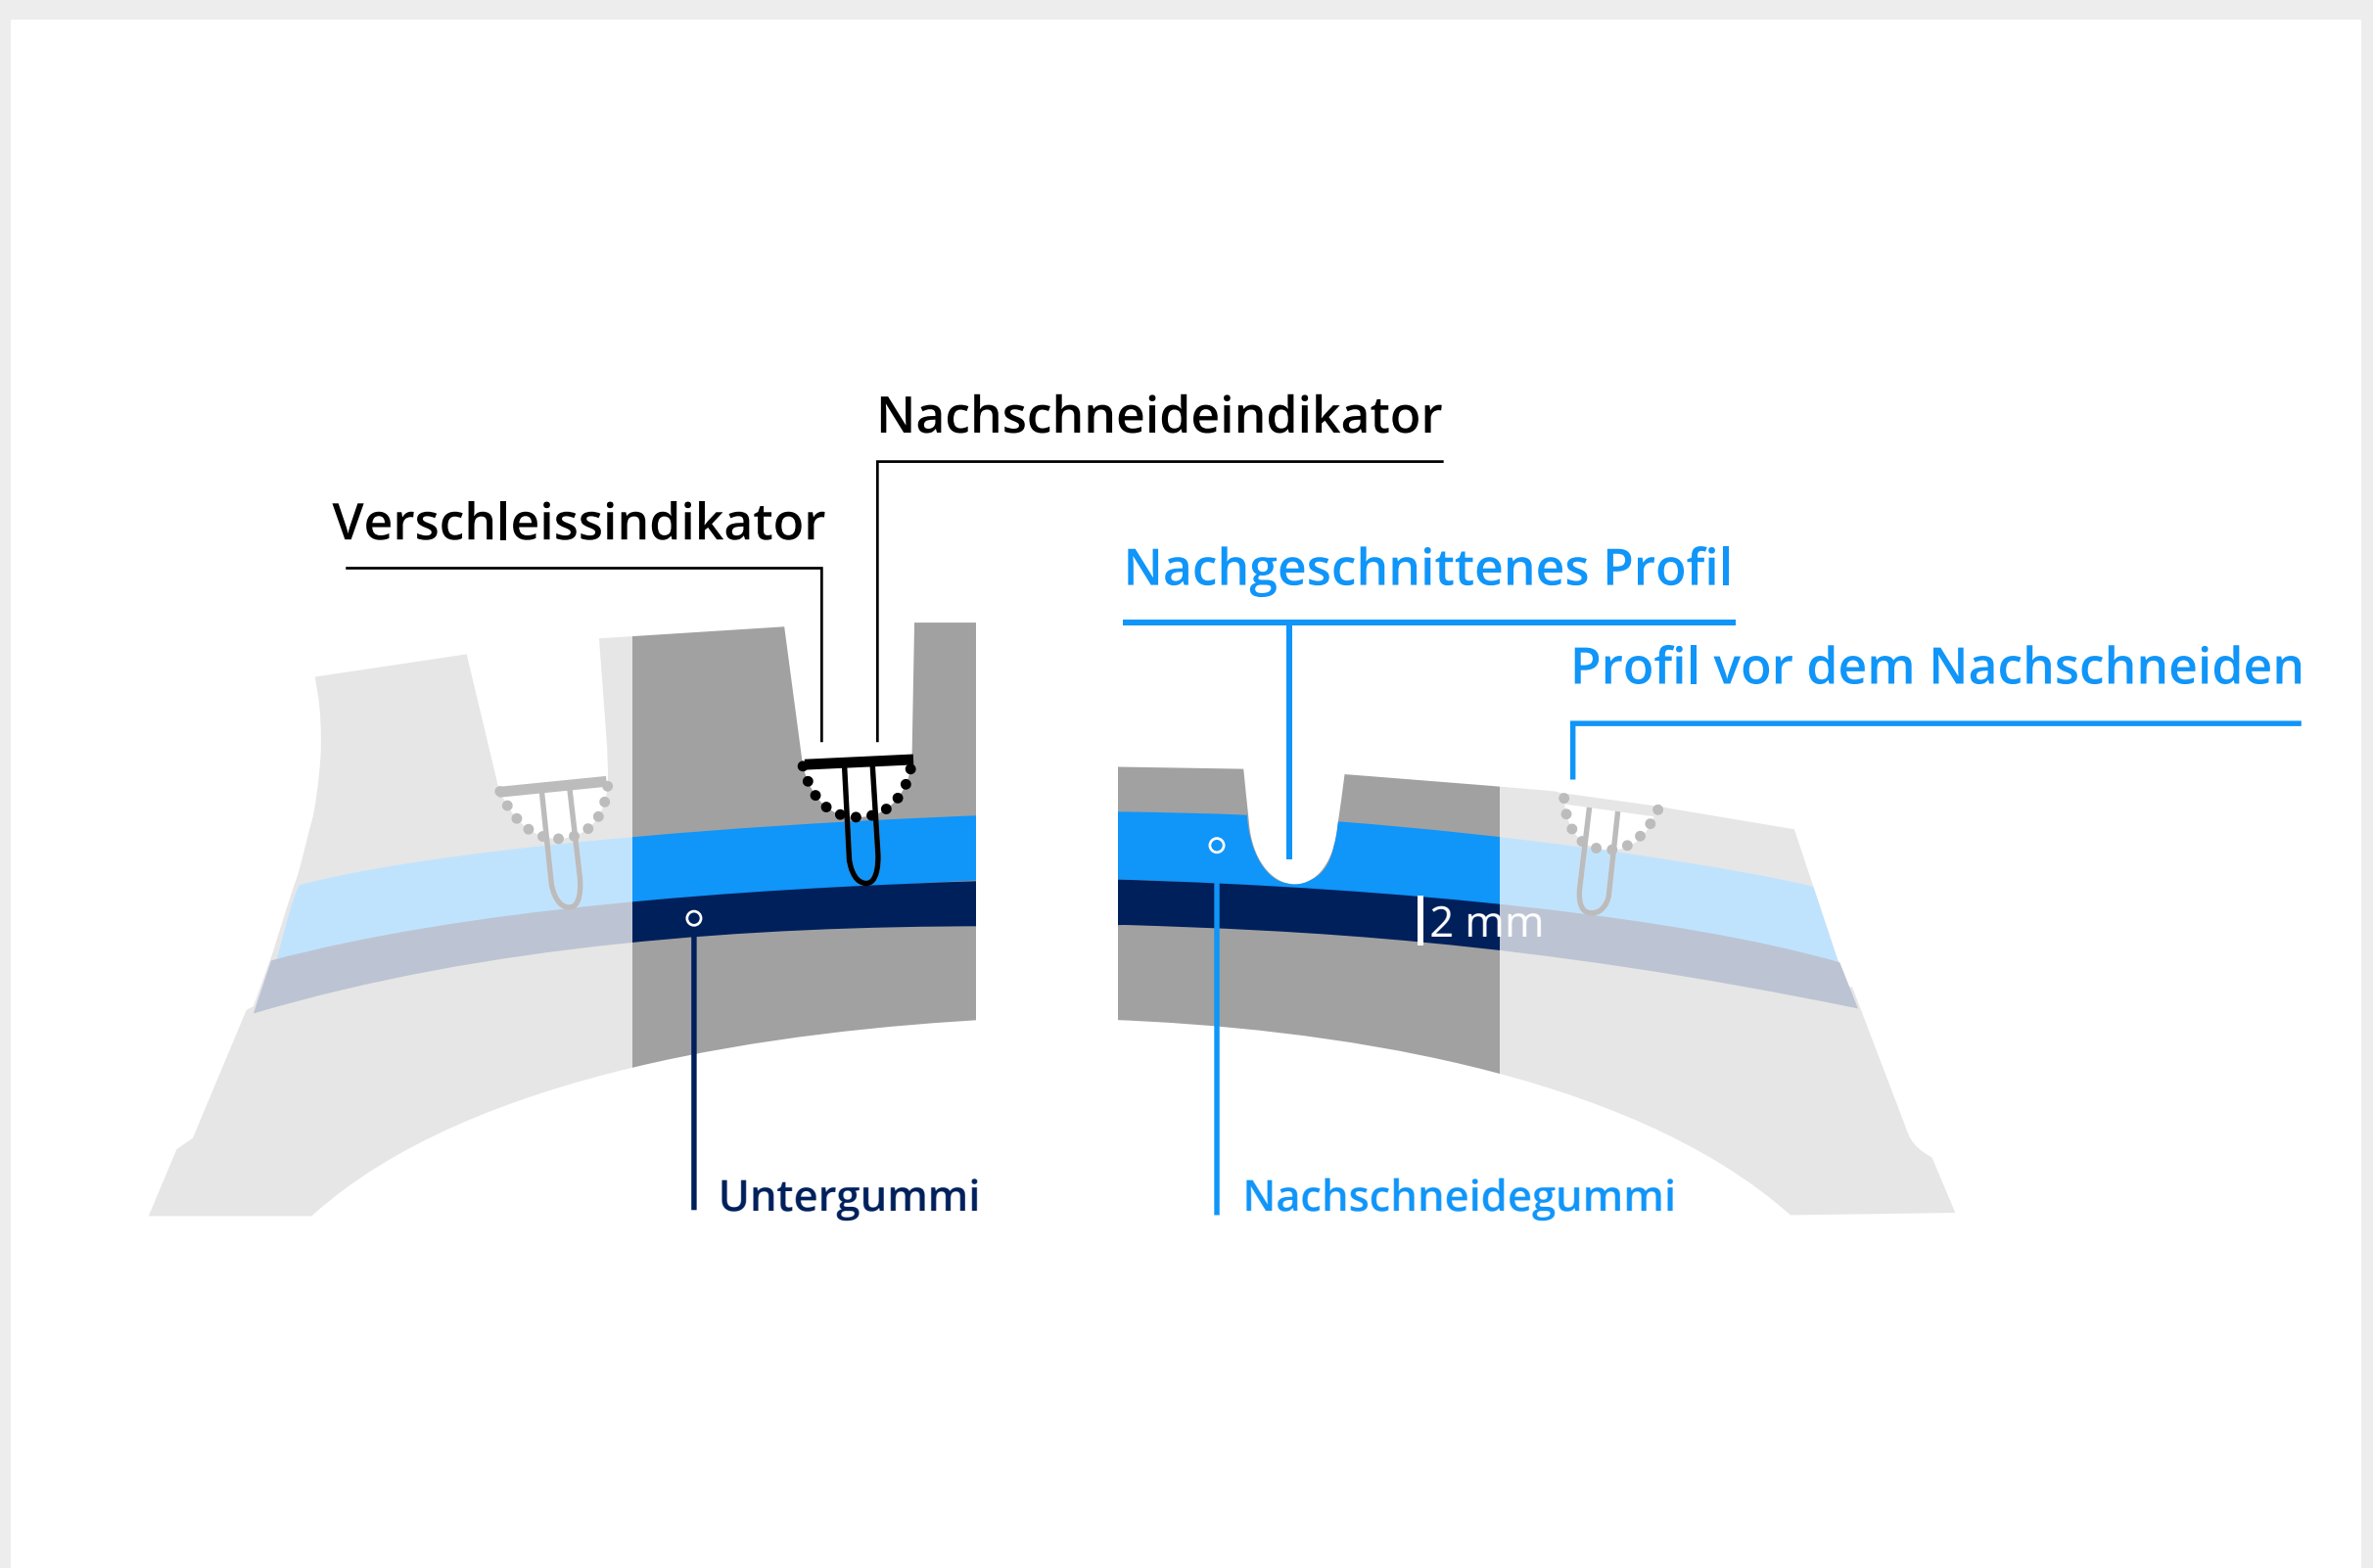 Nachschneideindikator
Verschleissindikator
Nachgeschnittenes Profil
Profil vor dem Nachschneiden
2 mm
Untergummi
Nachschneidegummi